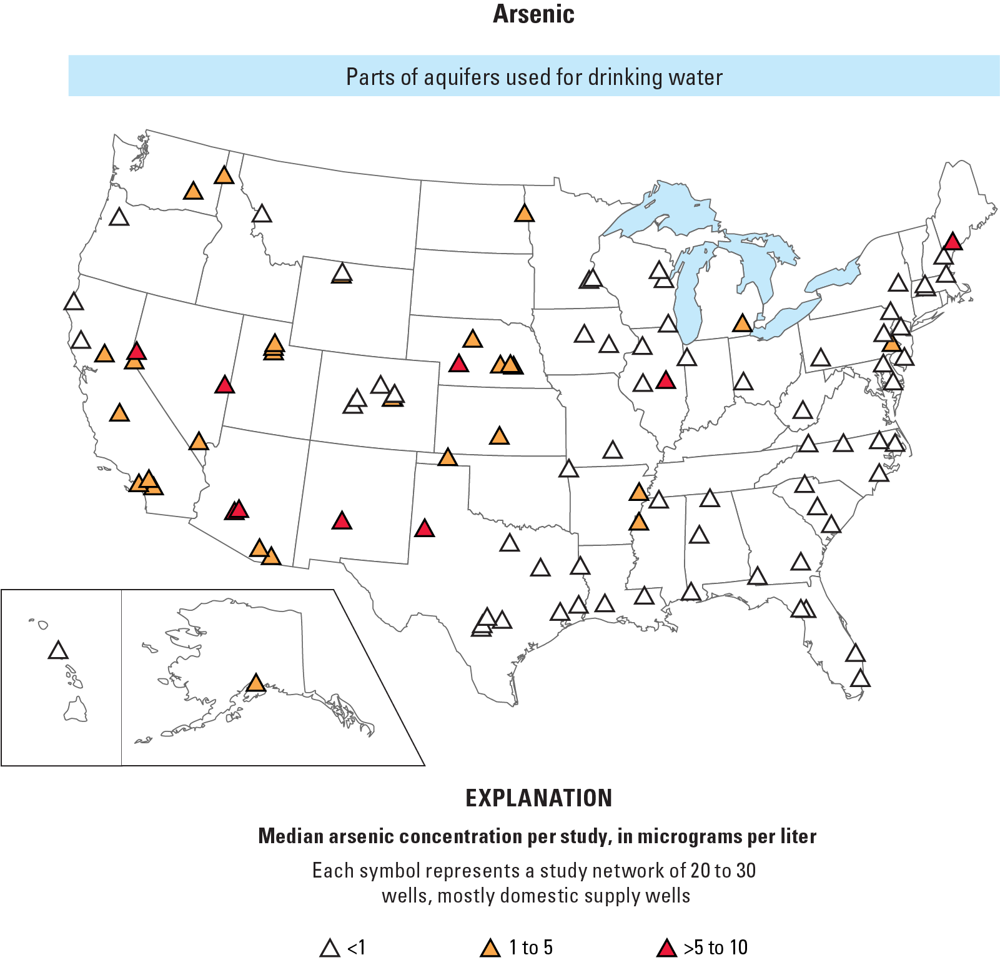 Arsenic
Parts of aquifers used for drinking water
EXPLANATION
Median arsenic concentration per study, in micrograms per liter
Each symbol represents a study network of 20 to 30
wells, mostly domestic supply wells
<1 1 to 5 >5 to 10